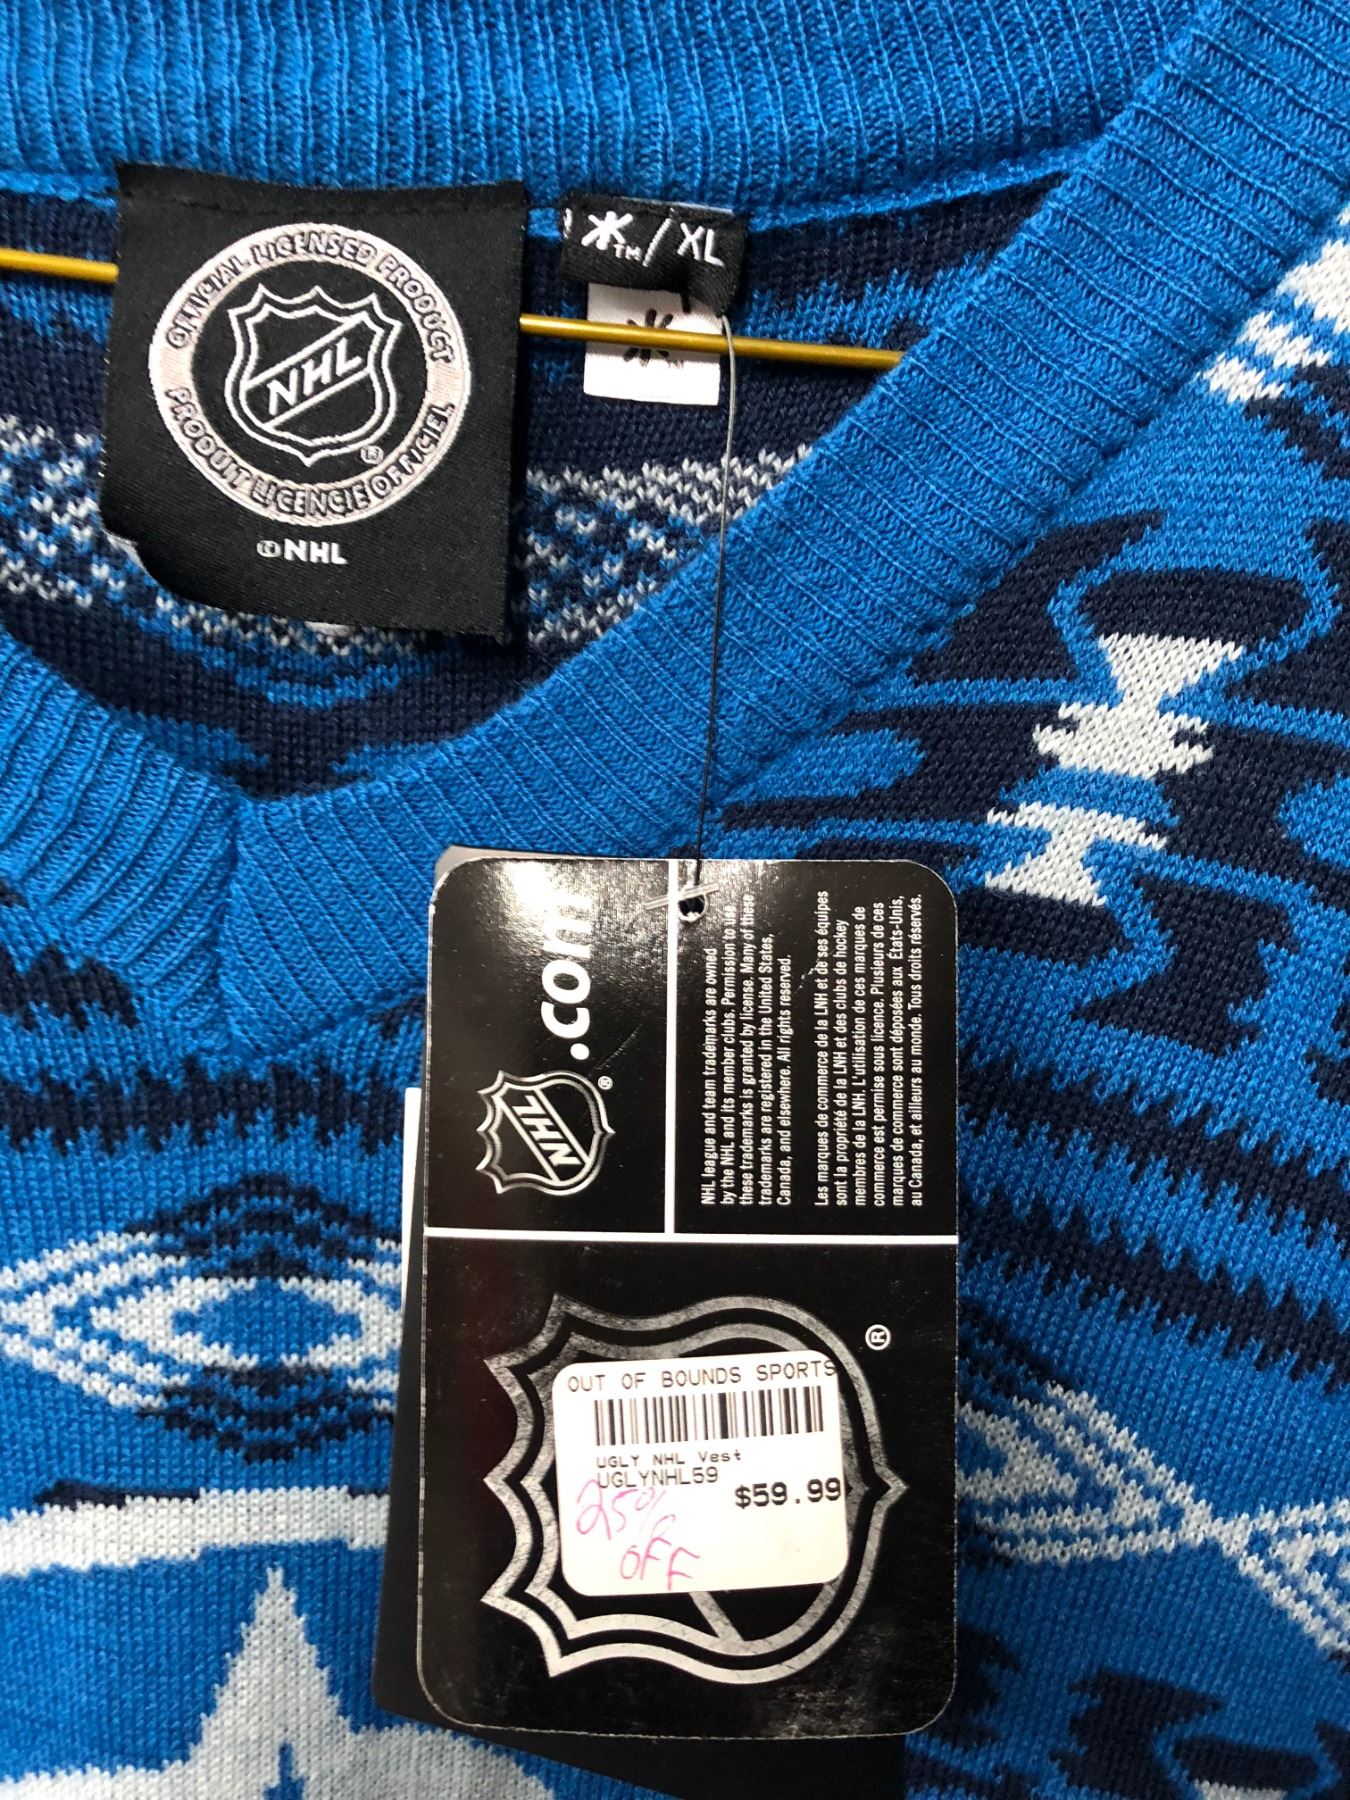 OFFICIAL LICENSED PRODUCT
NHL
PRODUIT LICENCIÉ OFFICIEL
© NHL
TM / XL
TM
NHL ® .com
NHL league and team trademarks are owned
by the NHL and its member clubs. Permission to use
these trademarks is granted by license. Many of these
trademarks are registered in the United States,
Canada, and elsewhere. All rights reserved.
Les marques de commerce de la LNH et de ses équipes
sont la propriété de la LNH et des clubs de hockey
membres de la LNH. L'utilisation de ces marques de
commerce est permise sous licence. Plusieurs de ces
marques de commerce sont déposées aux États-Unis,
au Canada, et ailleurs au monde. Tous droits réservés.
®
OUT OF BOUNDS SPORTS
UGLY NHL Vest
UGLYNHL59
$59.99
25%
OFF